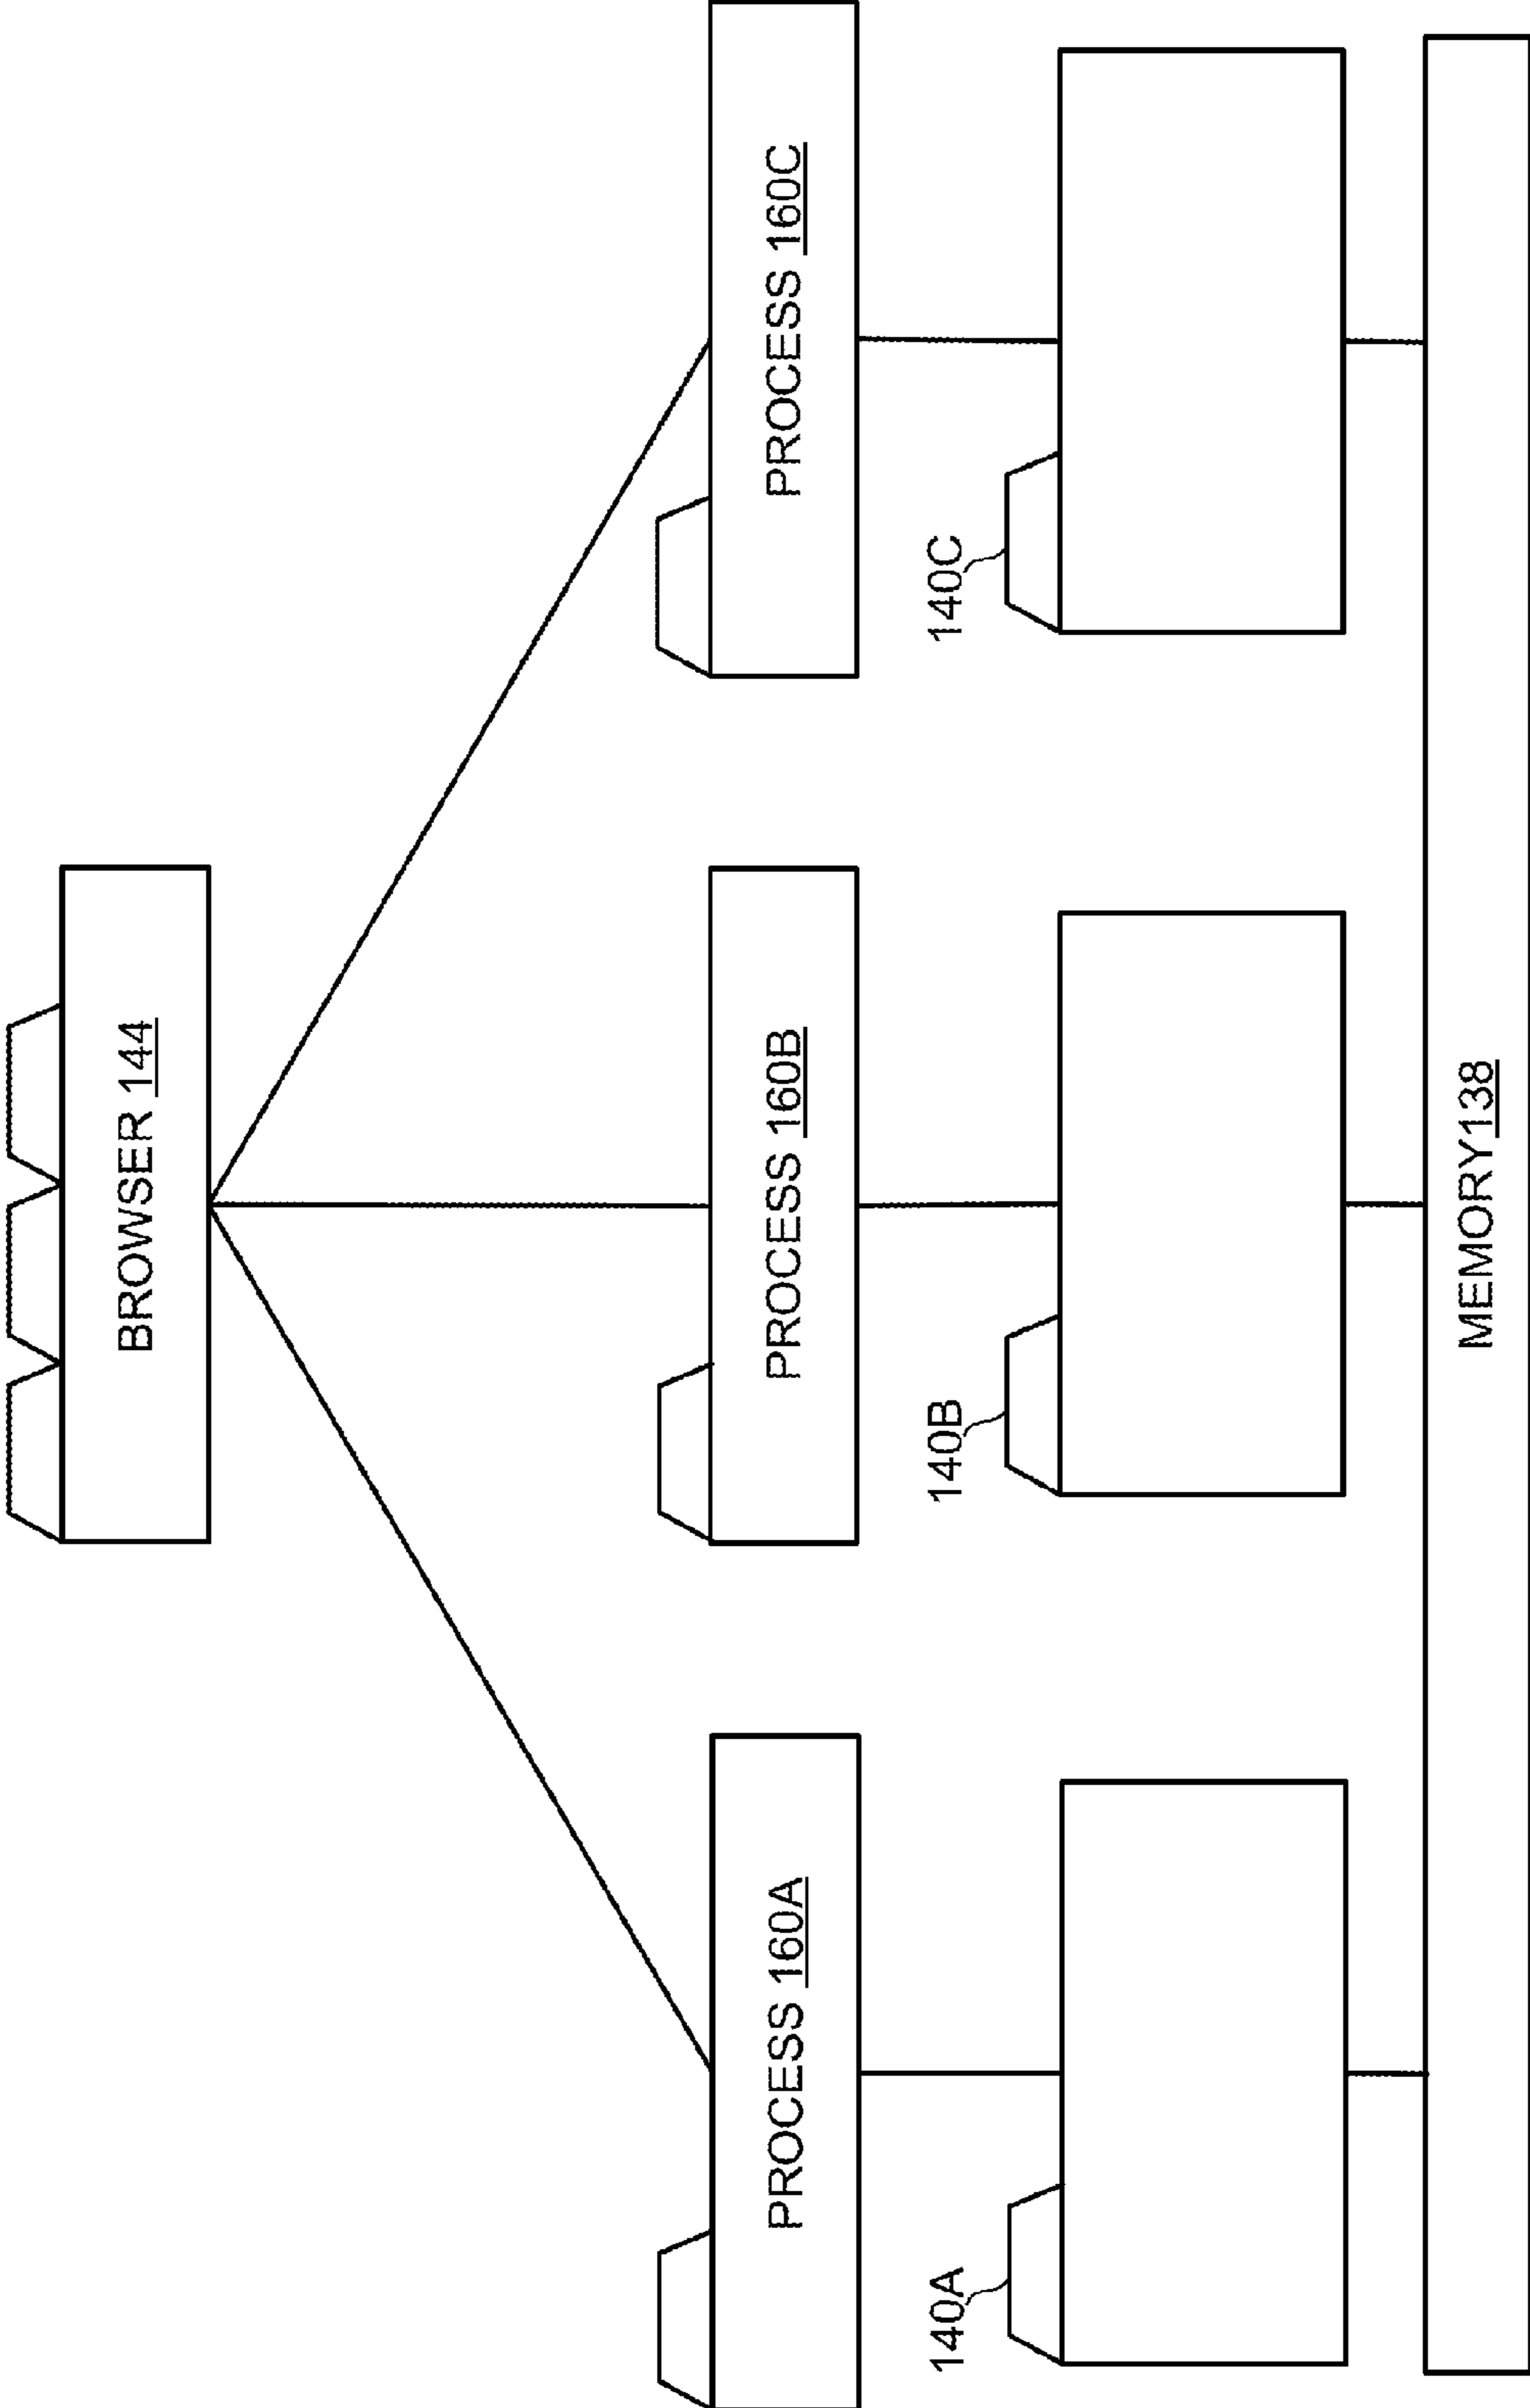 BROWSER 144
PROCESS 160A
PROCESS 160B
PROCESS 160C
140A
140B
140C
MEMORY138